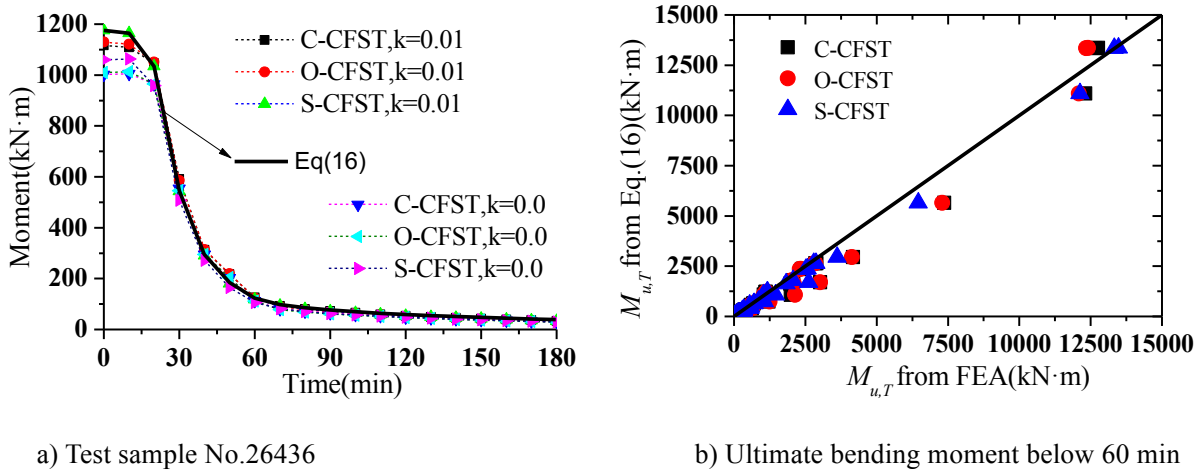 1200
1000
800
600
400
200
0
Moment(kN·m)
C-CFST,k=0.01
O-CFST,k=0.01
S-CFST,k=0.01
Eq(16)
C-CFST,k=0.0
O-CFST,k=0.0
S-CFST,k=0.0
0 30 60 90 120 150 180
Time(min)
a) Test sample No.26436
15000
12500
10000
7500
5000
2500
0
M_{u,T} from Eq.(16)(kN·m)
C-CFST
O-CFST
S-CFST
0 2500 5000 7500 10000 12500 15000
M_{u,T} from FEA(kN·m)
b) Ultimate bending moment below 60 min